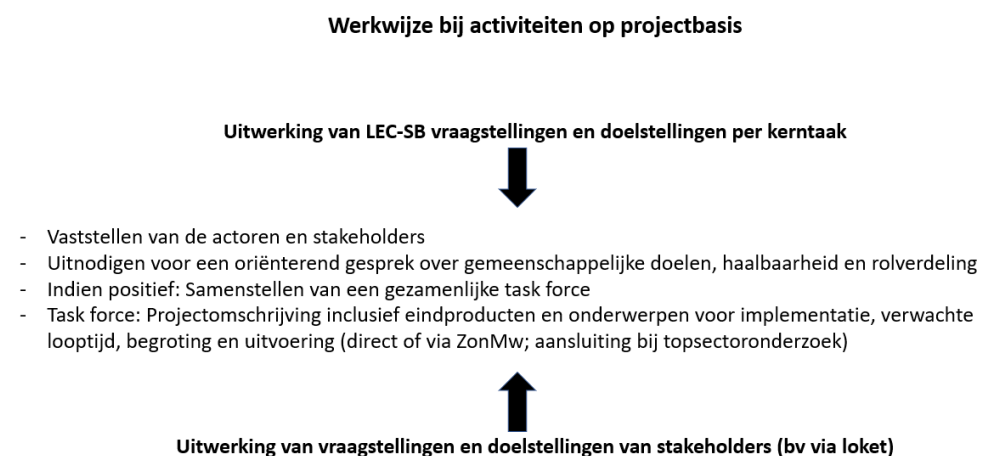 Werkwijze bij activiteiten op projectbasis
Uitwerking van LEC-SB vraagstellingen en doelstellingen per kerntaak
- Vaststellen van de actoren en stakeholders
- Uitnodigen voor een oriënterend gesprek over gemeenschappelijke doelen, haalbaarheid en rolverdeling
- Indien positief: Samenstellen van een gezamenlijke task force
- Task force: Projectomschrijving inclusief eindproducten en onderwerpen voor implementatie, verwachte
looptijd, begroting en uitvoering (direct of via ZonMw; aansluiting bij topsectoronderzoek)
Uitwerking van vraagstellingen en doelstellingen van stakeholders (bv via loket)